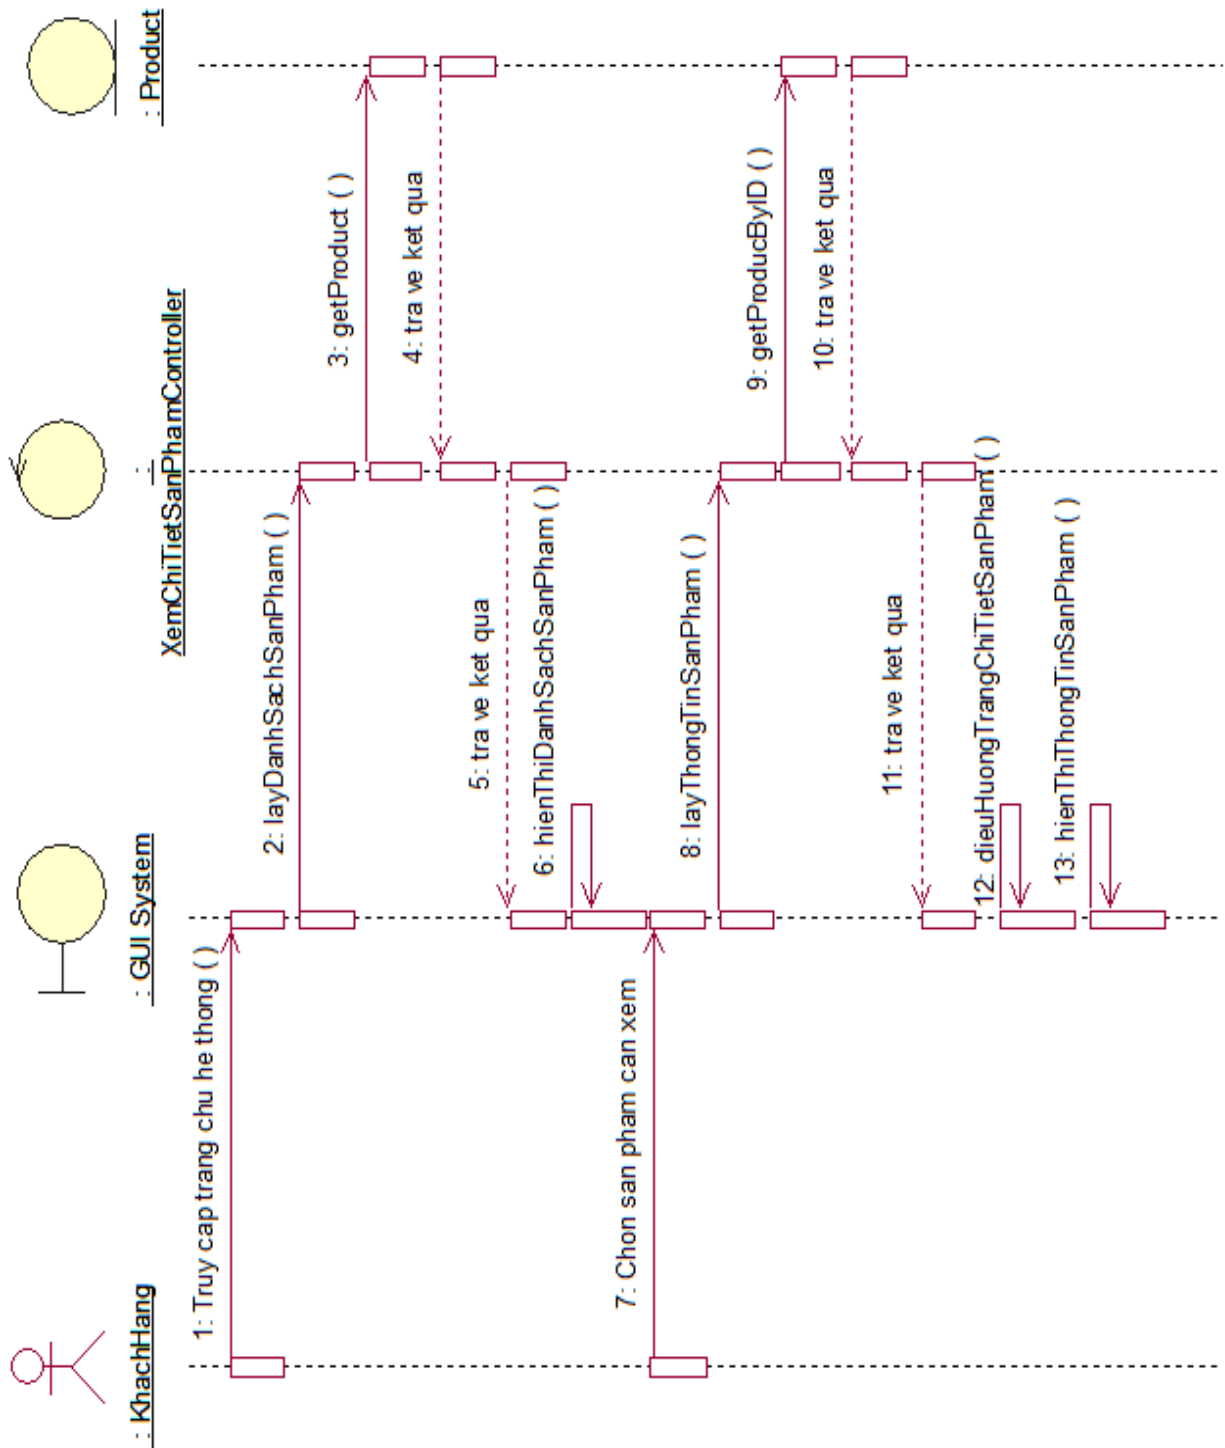 : KhachHang
: GUI System
:
XemChiTietSanPhamController
: Product
1: Truy cap trang chu he thong ( )
2: layDanhSachSanPham ( )
3: getProduct ( )
4: tra ve ket qua
5: tra ve ket qua
6: hienThiDanhSachSanPham ( )
7: Chon san pham can xem
8: layThongTinSanPham ( )
9: getProducByID ( )
10: tra ve ket qua
11: tra ve ket qua
12: dieuHuongTrangChiTietSanPham ( )
13: hienThiThongTinSanPham ( )